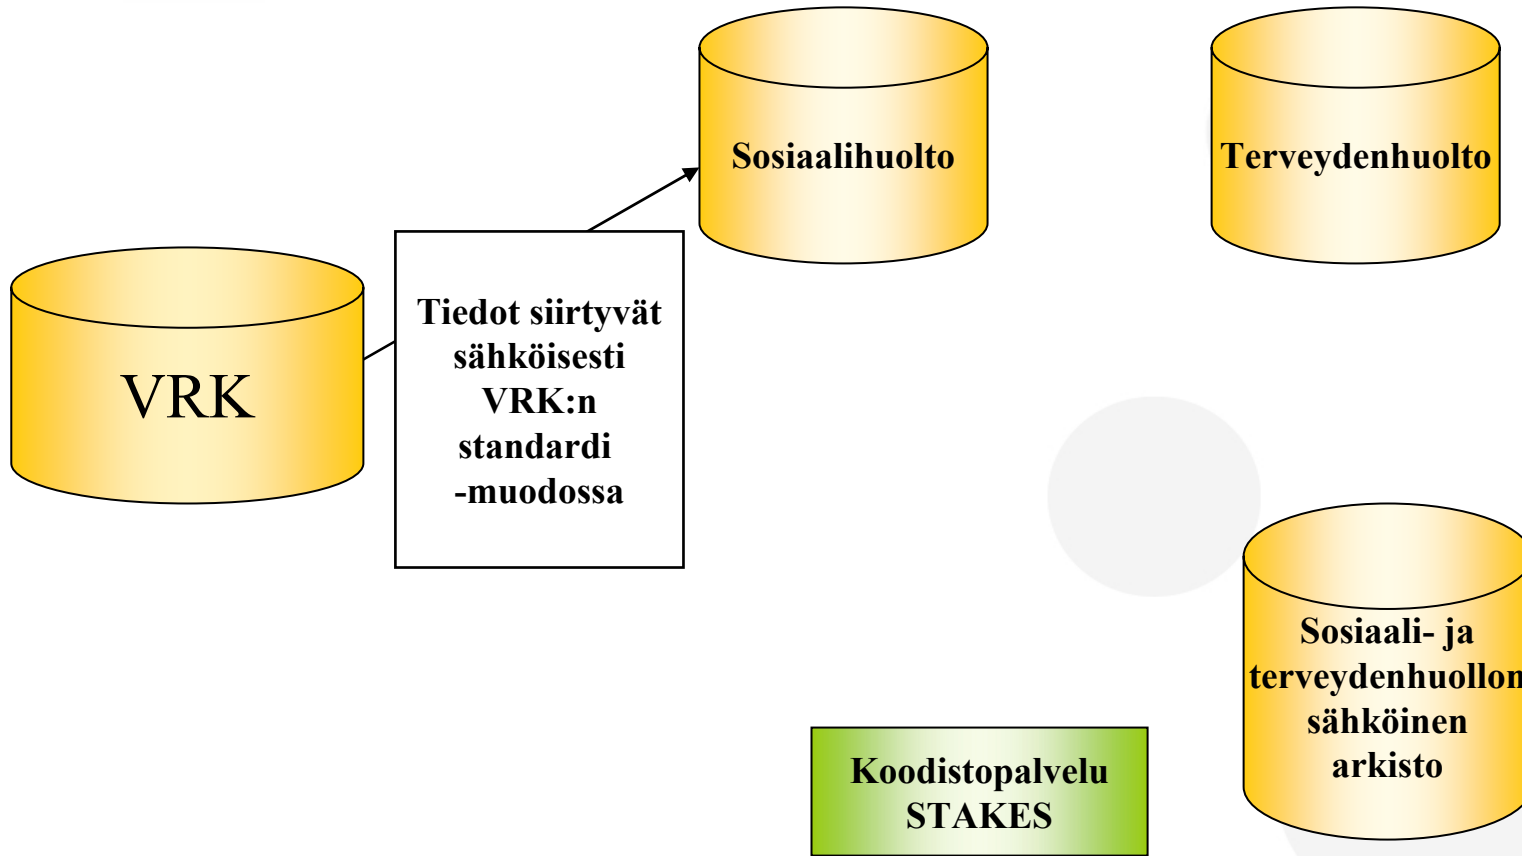 Sosiaalihuolto
Terveydenhuolto
VRK
Tiedot siirtyvät
sähköisesti
VRK:n
standardi
-muodossa
Sosiaali- ja
terveydenhuollon
sähköinen
arkisto
Koodistopalvelu
STAKES